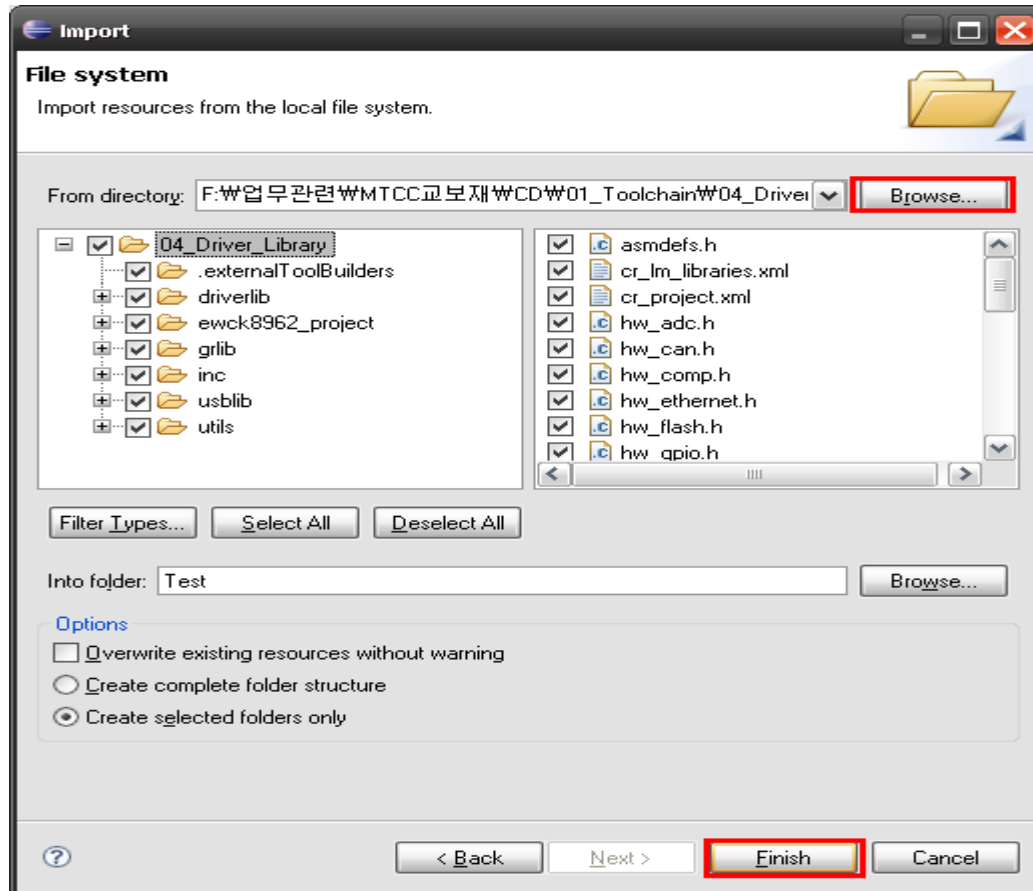 Import
File system
Import resources from the local file system.
From directory: F:₩업무관련₩MTCC교보재₩CD₩01_Toolchain₩04_Driver Browse...
04_Driver_Library
.externalToolBuilders
driverlib
ewck8962_project
grlib
inc
usblib
utils
asmdefs.h
cr_lm_libraries.xml
cr_project.xml
hw_adc.h
hw_can.h
hw_comp.h
hw_ethernet.h
hw_flash.h
hw_gpio.h
Filter Types... Select All Deselect All
Into folder: Test Browse...
Options
Overwrite existing resources without warning
Create complete folder structure
Create selected folders only
< Back Next > Finish Cancel